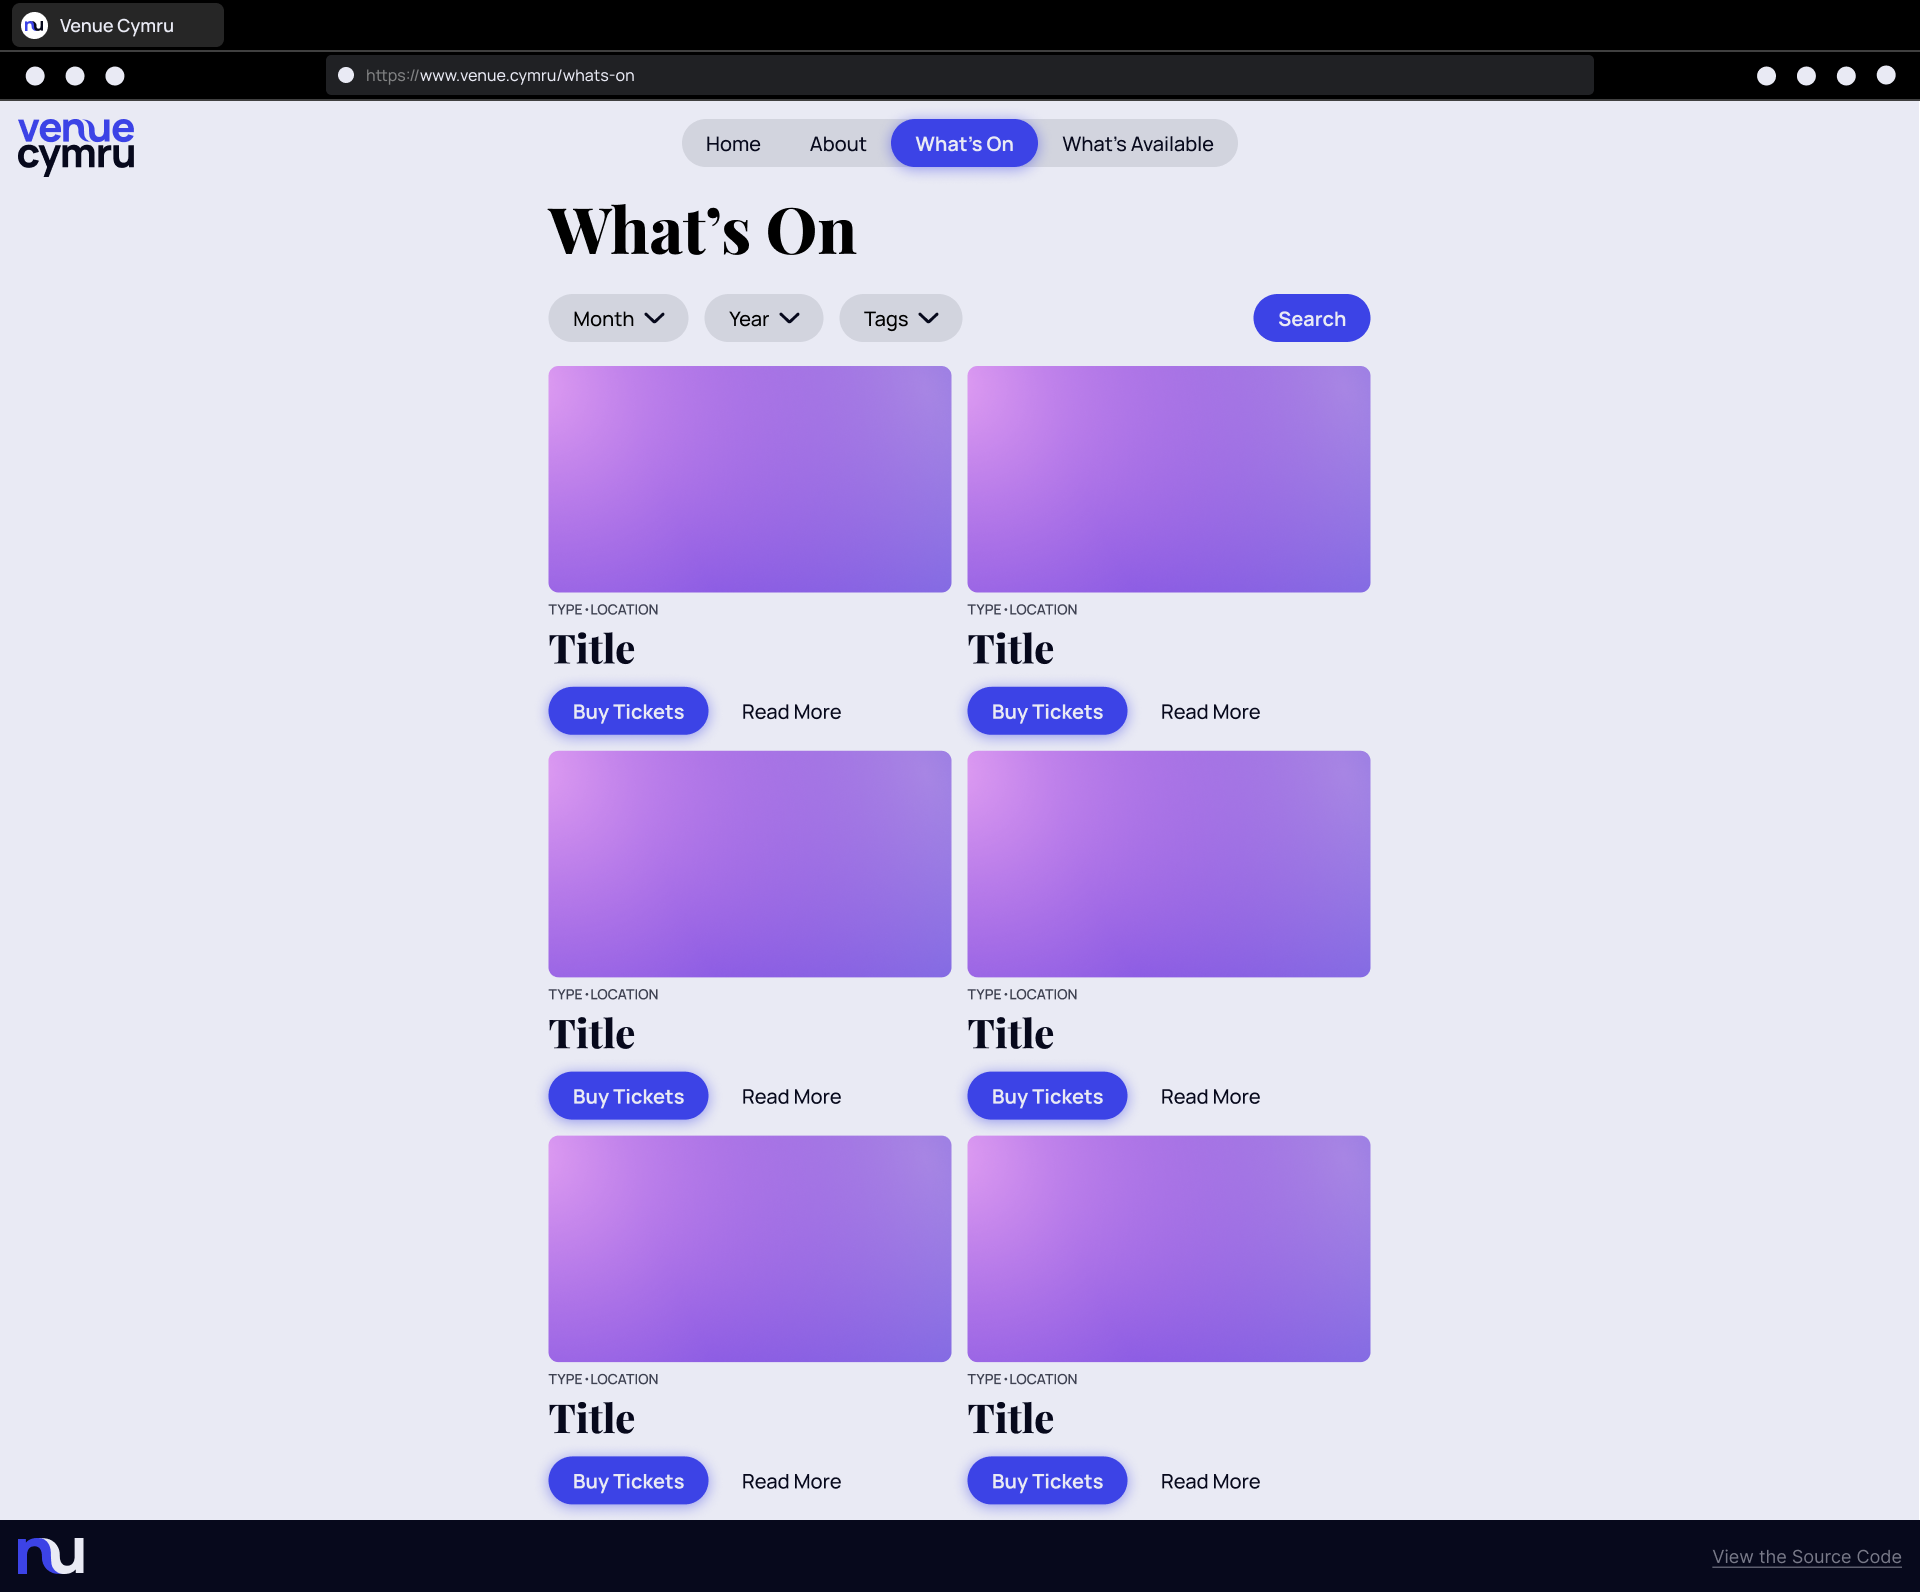 Venue Cymru
https://www.venue.cymru/whats-on
venue
cymru
Home About What's On What's Available
What's On
Month Year Tags Search
TYPE•LOCATION TYPE•LOCATION
Title Title
Buy Tickets Read More Buy Tickets Read More
TYPE•LOCATION TYPE•LOCATION
Title Title
Buy Tickets Read More Buy Tickets Read More
TYPE•LOCATION TYPE•LOCATION
Title Title
Buy Tickets Read More Buy Tickets Read More
nu View the Source Code